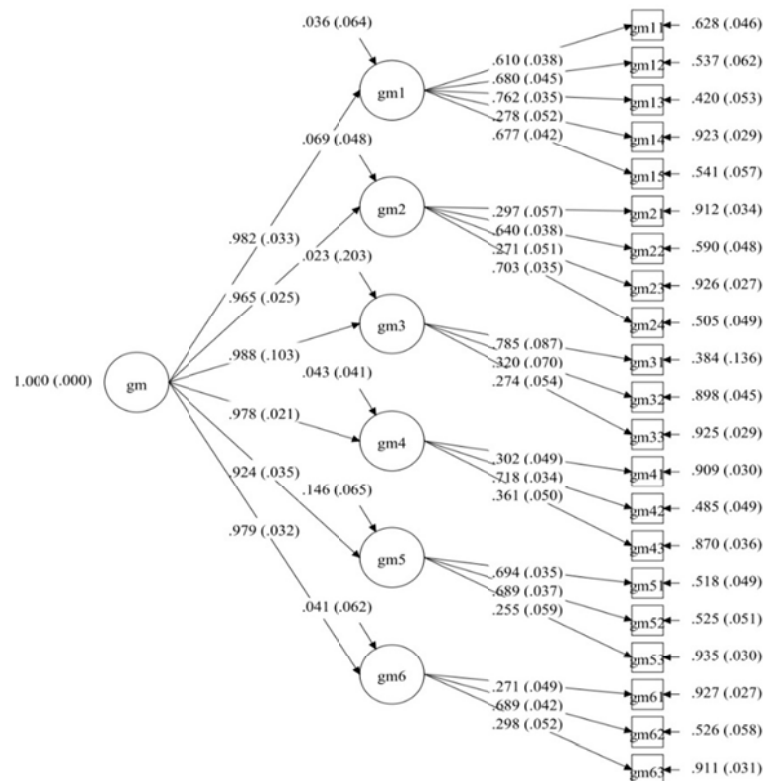 .036 (.064)
gm1
.610 (.038)
.680 (.045)
.762 (.035)
.278 (.052)
.677 (.042)
gm11
.628 (.046)
gm12
.537 (.062)
gm13
.420 (.053)
gm14
.923 (.029)
gm15
.541 (.057)
.069 (.048)
gm2
.297 (.057)
.640 (.038)
.271 (.051)
.703 (.035)
gm21
.912 (.034)
gm22
.590 (.048)
gm23
.926 (.027)
gm24
.505 (.049)
.982 (.033)
.965 (.025)
.988 (.103)
.978 (.021)
.924 (.035)
.979 (.032)
1.000 (.000)
gm
.023 (.203)
gm3
.785 (.087)
.320 (.070)
.274 (.054)
gm31
.384 (.136)
gm32
.898 (.045)
gm33
.925 (.029)
.043 (.041)
gm4
.302 (.049)
.718 (.034)
.361 (.050)
gm41
.909 (.030)
gm42
.485 (.049)
gm43
.870 (.036)
.146 (.065)
gm5
.694 (.035)
.689 (.037)
.255 (.059)
gm51
.518 (.049)
gm52
.525 (.051)
gm53
.935 (.030)
.041 (.062)
gm6
.271 (.049)
.689 (.042)
.298 (.052)
gm61
.927 (.027)
gm62
.526 (.058)
gm63
.911 (.031)